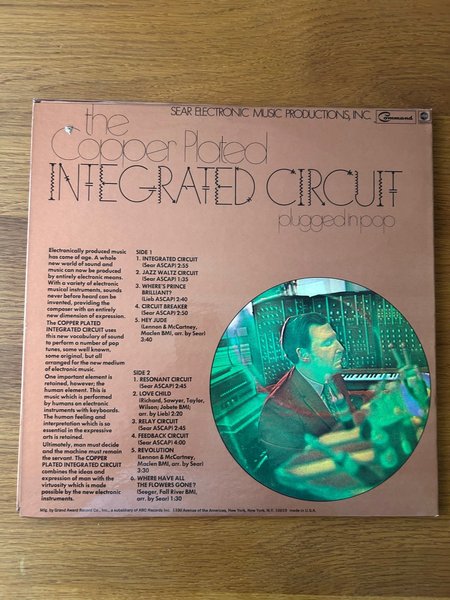 SEAR ELECTRONIC MUSIC PRODUCTIONS, INC.
Command
the
Copper Plated
INTEGRATED CIRCUIT
plugged in pop
Electronically produced music
has come of age. A whole
new world of sound and
music can now be produced
by entirely electronic means.
With a variety of electronic
musical instruments, sounds
never before heard can be
invented, providing the
composer with an entirely
new dimension of expression.
The COPPER PLATED
INTEGRATED CIRCUIT uses
this new vocabulary of sound
to perform a number of pop
tunes, some well known,
some original, but all
arranged for the new medium
of electronic music.
One important element is
retained, however; the
human element. This is
music which is performed
by humans on electronic
instruments with keyboards.
The human feeling and
interpretation which is so
essential in the expressive
arts is retained.
Ultimately, man must decide
and the machine must remain
the servant. The COPPER
PLATED INTEGRATED CIRCUIT
combines the ideas and
expression of man with the
virtuosity which is made
possible by the new electronic
instruments.
SIDE 1
1. INTEGRATED CIRCUIT
(Sear ASCAP) 2:55
2. JAZZ WALTZ CIRCUIT
(Sear ASCAP) 1:35
3. WHERE'S PRINCE
BRILLIANT?
(Lieb ASCAP) 2:40
4. CIRCUIT BREAKER
(Sear ASCAP) 2:50
5. HEY JUDE
(Lennon & McCartney,
Maclen BMI, arr. by Sear)
3:40
SIDE 2
1. RESONANT CIRCUIT
(Sear ASCAP) 2:45
2. LOVE CHILD
(Richard, Sawyer, Taylor,
Wilson; Jobete BMI;
arr by Lieb) 2:20
3. RELAY CIRCUIT
(Sear ASCAP) 2:45
4. FEEDBACK CIRCUIT
(Sear ASCAP) 4:00
5. REVOLUTION
(Lennon & McCartney,
Maclen BMI, arr. by Sear)
3:30
6. WHERE HAVE ALL
THE FLOWERS GONE?
(Seeger, Fall River BMI,
arr. by Sear) 1:30
Mfg. by Grand Award Record Co., Inc., a subsidiary of ABC Records Inc. 1330 Avenue of the Americas, New York, New York, N.Y. 10019 made in U.S.A.